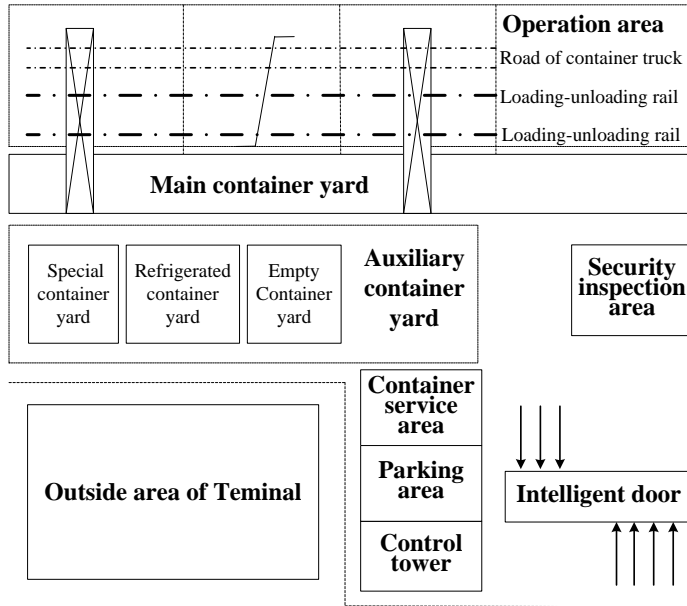 Operation area
Road of container truck
Loading-unloading rail
Loading-unloading rail
Main container yard
Special
container
yard
Refrigerated
container
yard
Empty
Container
yard
Auxiliary
container
yard
Security
inspection
area
Container
service
area
Parking
area
Control
tower
Outside area of Teminal
Intelligent door